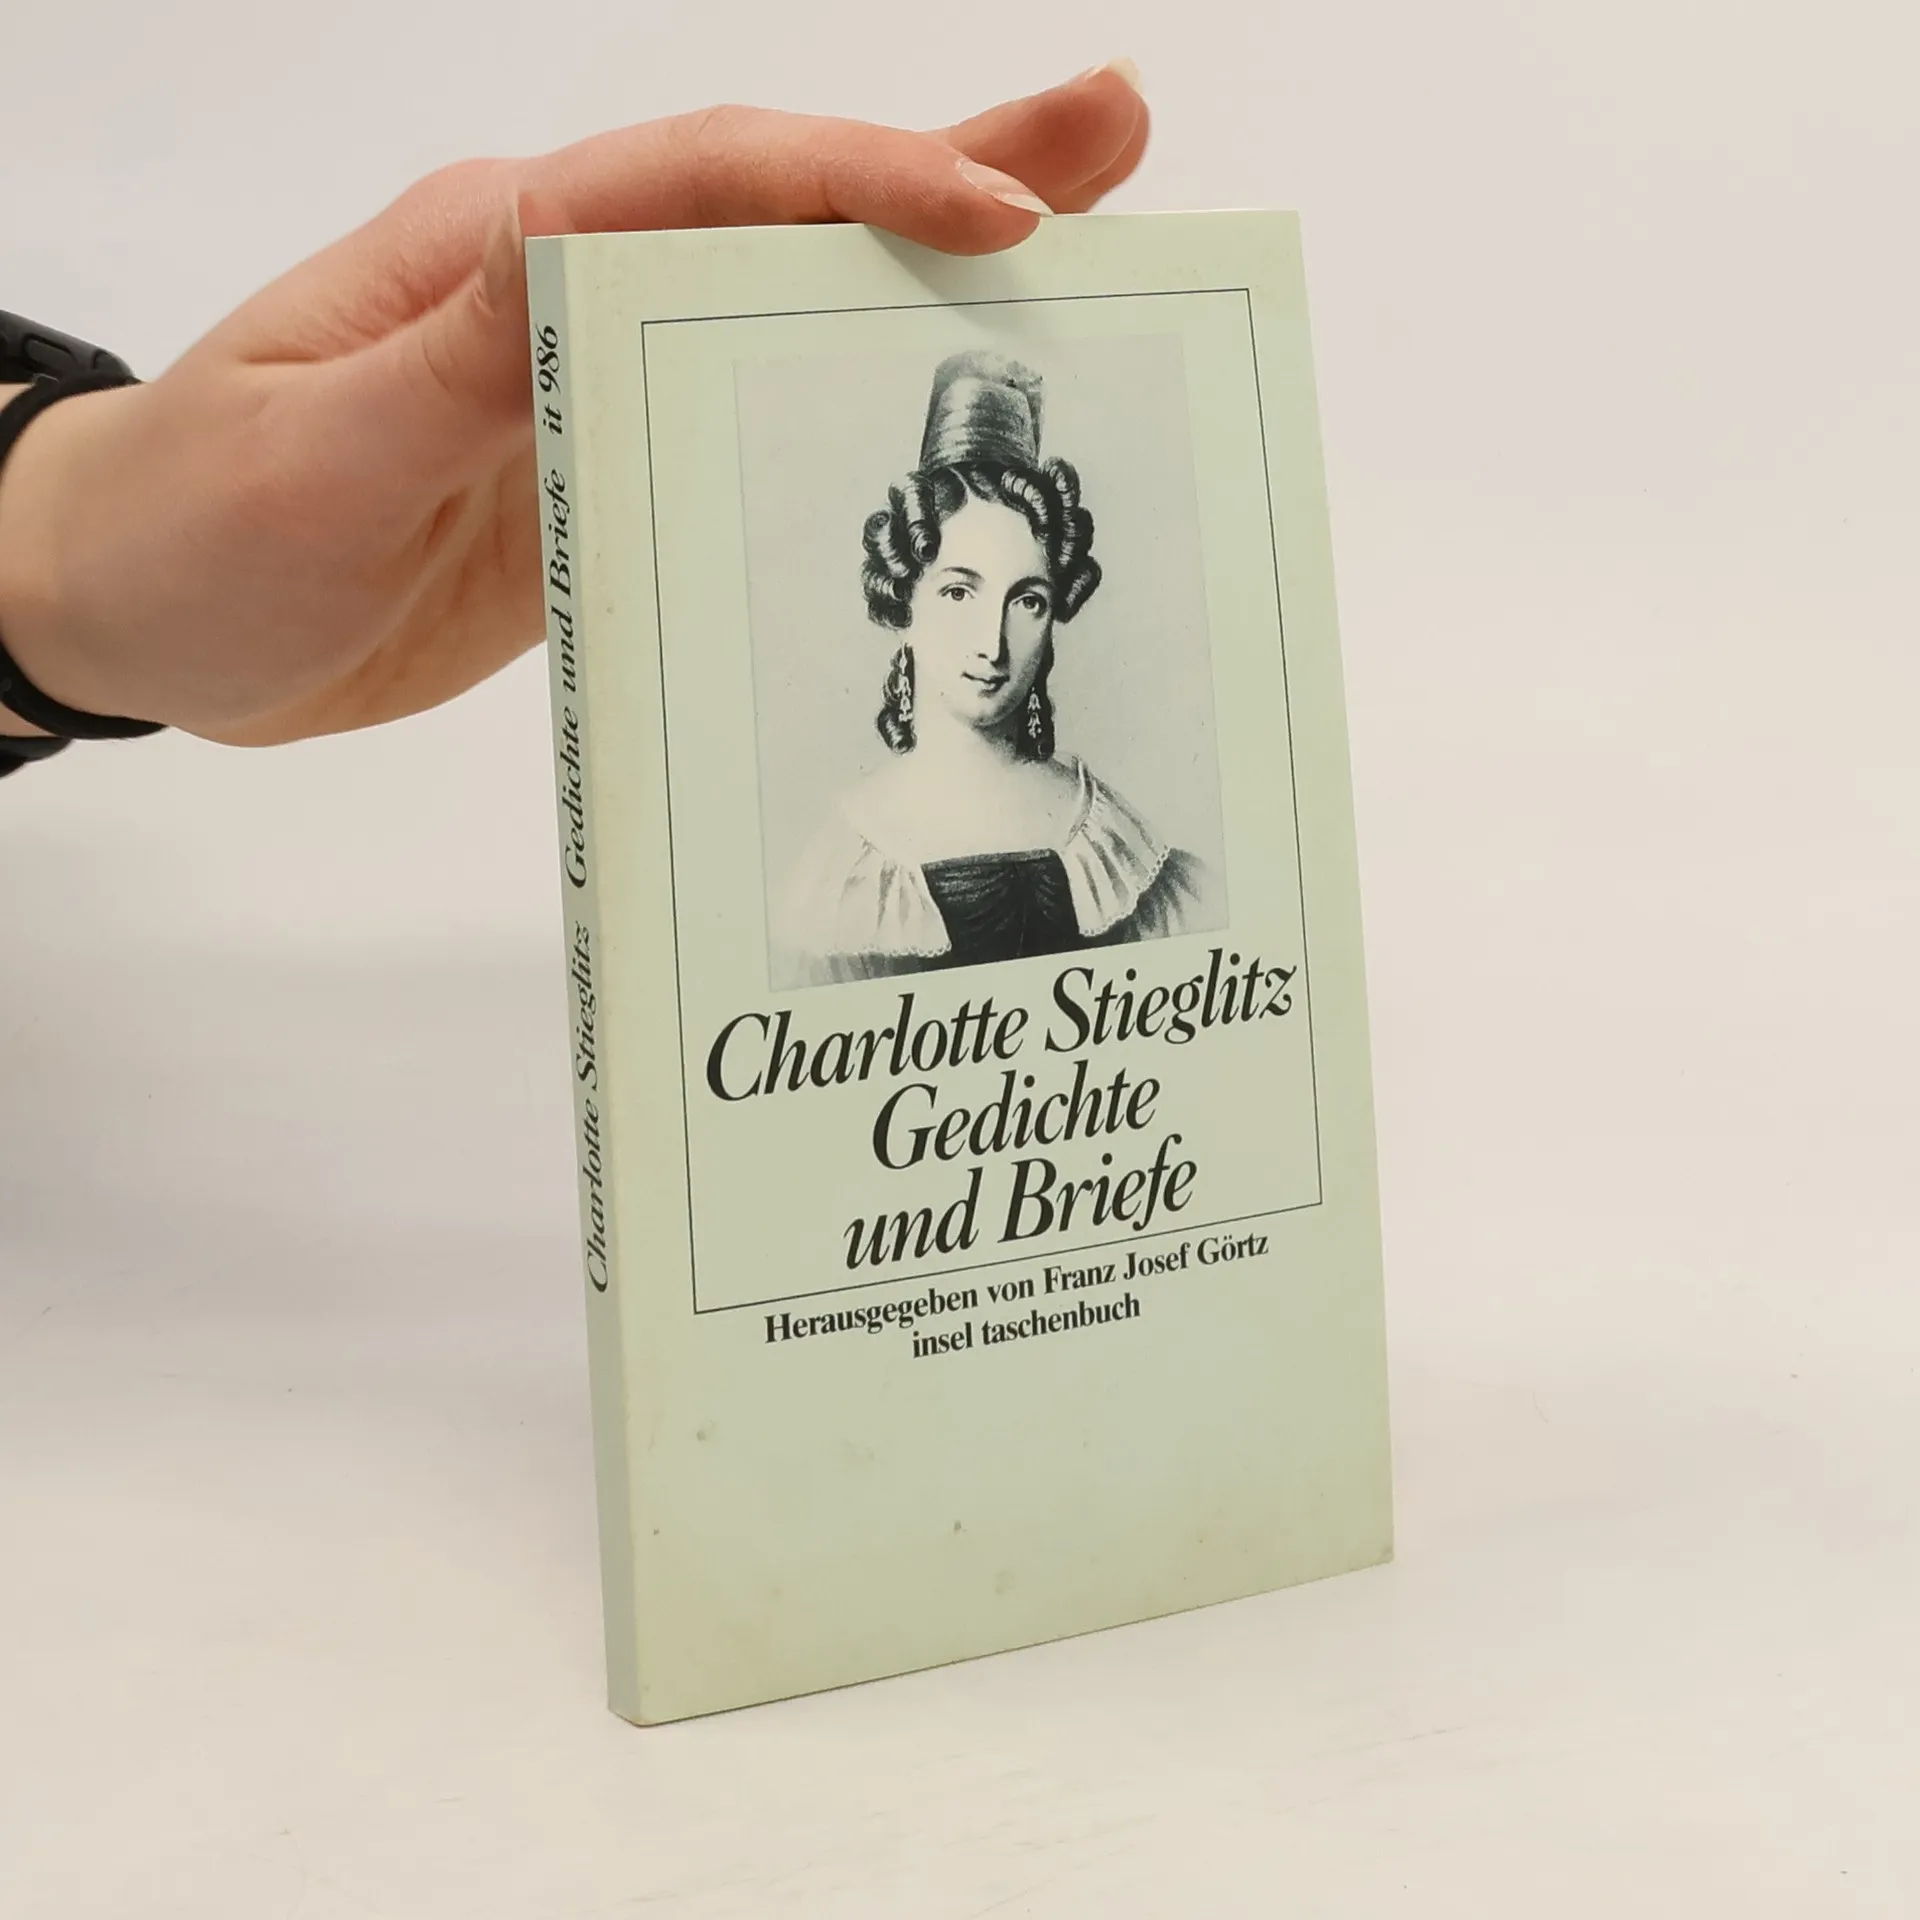 Charlotte Stieglitz Gedichte und Briefe it 986
Charlotte Stieglitz
Gedichte
und Briefe
Herausgegeben von Franz Josef Görtz
insel taschenbuch